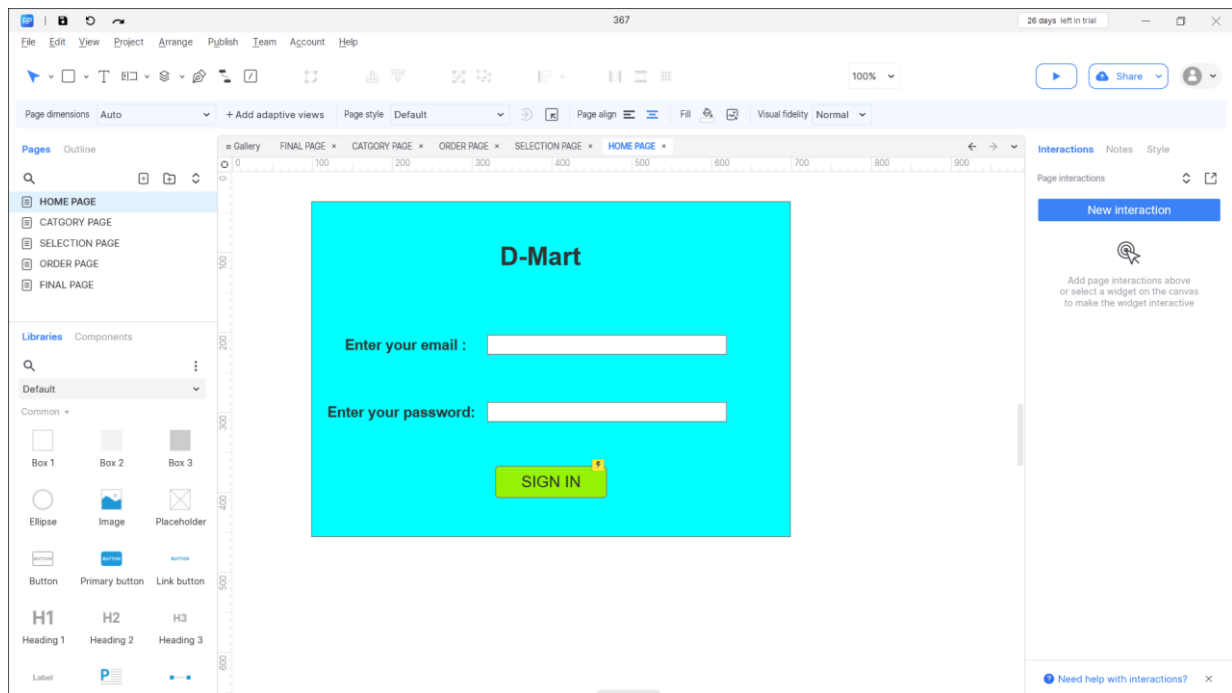 RP 367 26 days left in trial
File Edit View Project Arrange Publish Team Account Help
100% Share
Page dimensions Auto + Add adaptive views Page style Default Page align Fill Visual fidelity Normal
Pages Outline
Gallery FINAL PAGE × CATGORY PAGE × ORDER PAGE × SELECTION PAGE × HOME PAGE ×
Interactions Notes Style
0 100 200 300 400 500 600 700 800 900
Page interactions
HOME PAGE
CATGORY PAGE
SELECTION PAGE
ORDER PAGE
FINAL PAGE
New interaction
Add page interactions above
or select a widget on the canvas
to make the widget interactive
0
100
200
300
400
500
600
D-Mart
Enter your email :
Enter your password:
SIGN IN
Libraries Components
Default
Common
Box 1 Box 2 Box 3
Ellipse Image Placeholder
BUTTON BUTTON BUTTON
Button Primary button Link button
H1 H2 H3
Heading 1 Heading 2 Heading 3
Label P
Need help with interactions? ×